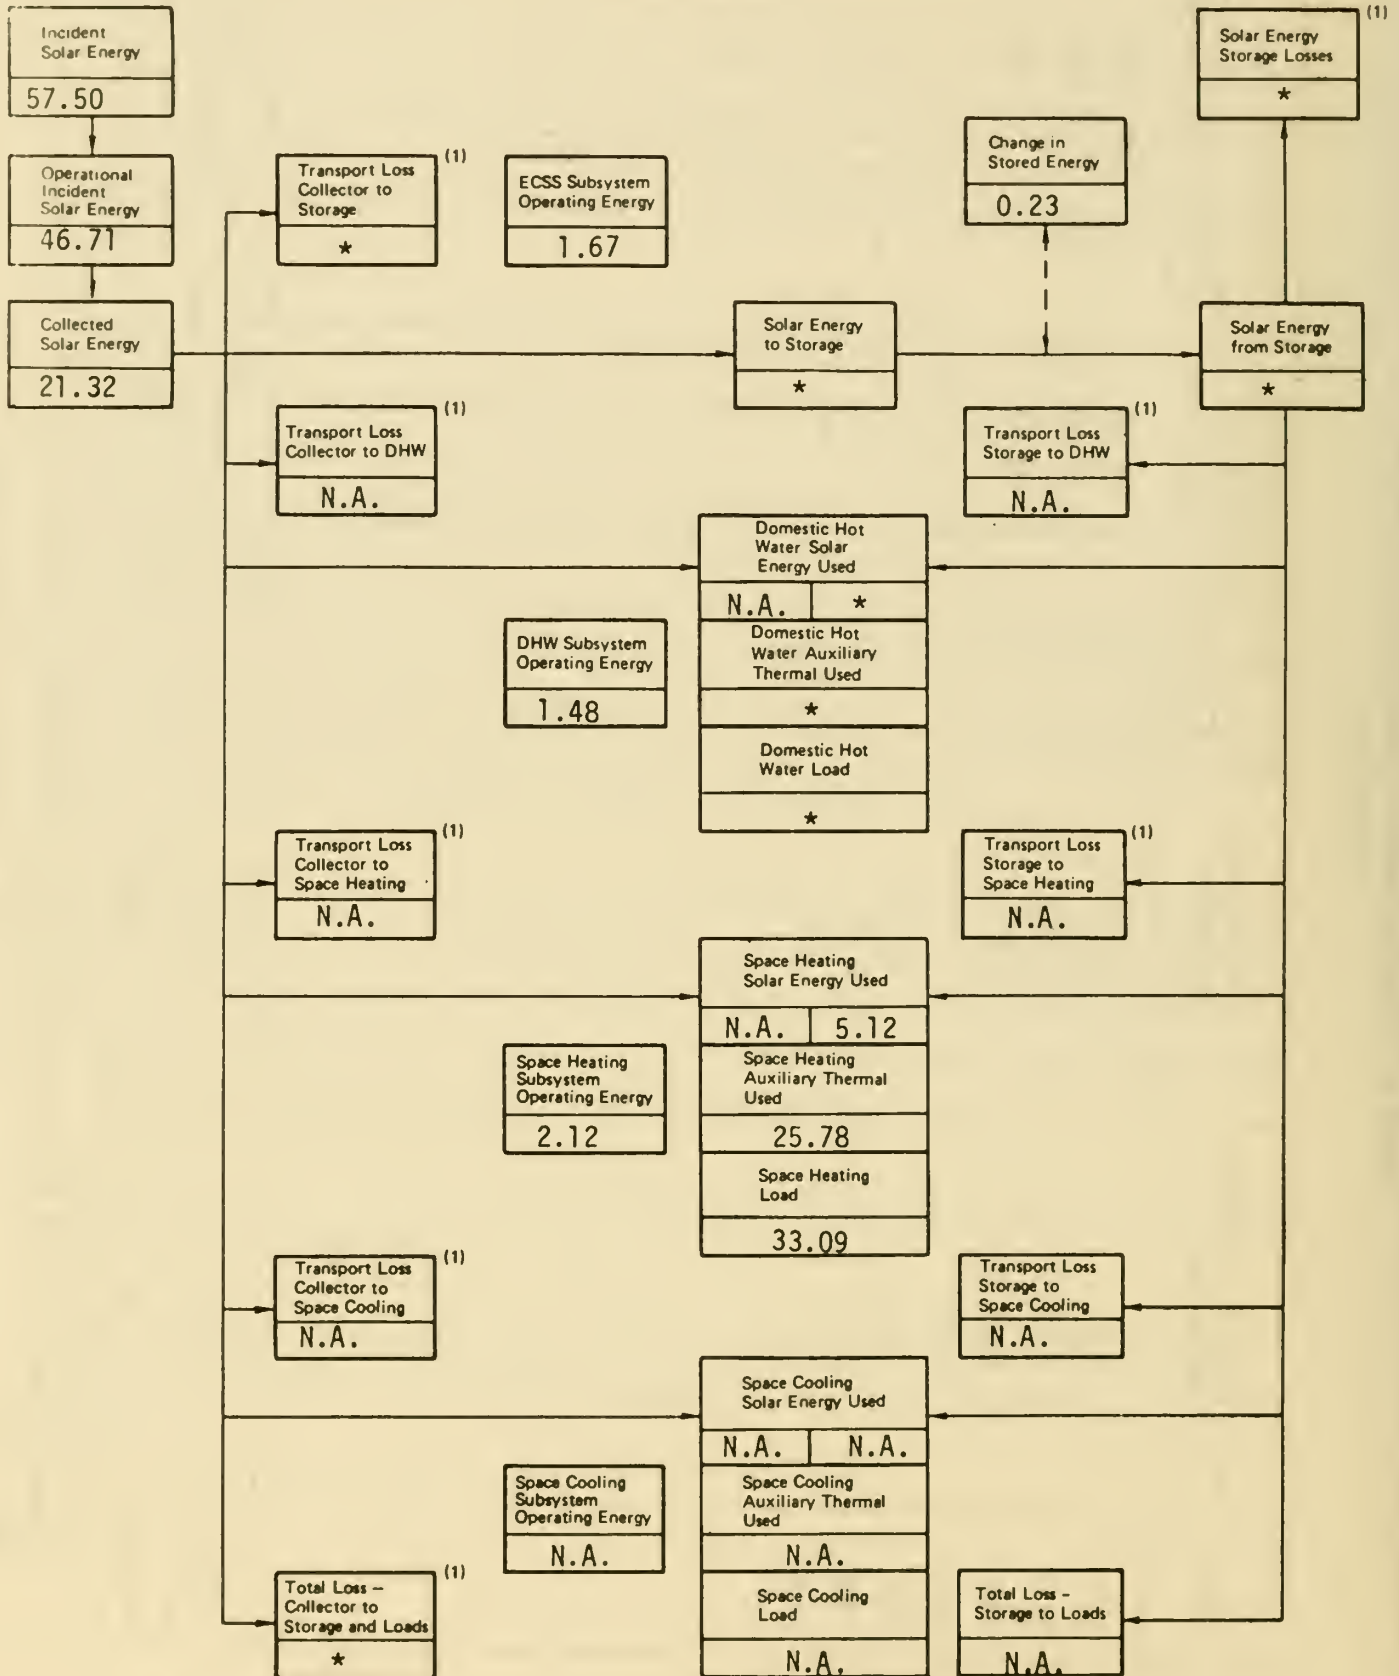 Incident
Solar Energy
57.50
(1)
Solar Energy
Storage Losses
*
Operational
Incident
Solar Energy
46.71
(1)
Transport Loss
Collector to
Storage
*
ECSS Subsystem
Operating Energy
1.67
Change in
Stored Energy
0.23
Collected
Solar Energy
21.32
Solar Energy
to Storage
*
Solar Energy
from Storage
*
(1)
Transport Loss
Collector to DHW
N.A.
(1)
Transport Loss
Storage to DHW
N.A.
Domestic Hot
Water Solar
Energy Used
N.A. *
DHW Subsystem
Operating Energy
1.48
Domestic Hot
Water Auxiliary
Thermal Used
*
Domestic Hot
Water Load
*
(1)
Transport Loss
Collector to
Space Heating
N.A.
(1)
Transport Loss
Storage to
Space Heating
N.A.
Space Heating
Solar Energy Used
N.A. 5.12
Space Heating
Subsystem
Operating Energy
2.12
Space Heating
Auxiliary Thermal
Used
25.78
Space Heating
Load
33.09
(1)
Transport Loss
Collector to
Space Cooling
N.A.
Transport Loss
Storage to
Space Cooling
N.A.
Space Cooling
Solar Energy Used
N.A. N.A.
Space Cooling
Subsystem
Operating Energy
N.A.
Space Cooling
Auxiliary Thermal
Used
N.A.
(1)
Total Loss –
Collector to
Storage and Loads
*
Space Cooling
Load
N.A.
Total Loss –
Storage to Loads
N.A.